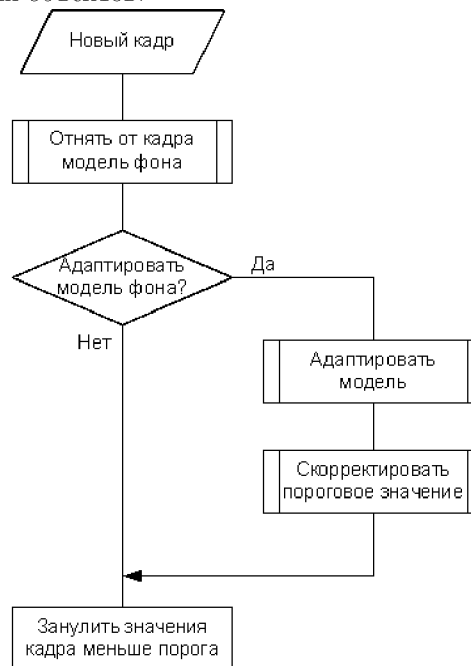 Новый кадр
Отнять от кадра
модель фона
Адаптировать
модель фона?
Да
Нет
Адаптировать
модель
Скорректировать
пороговое значение
Занулить значения
кадра меньше порога